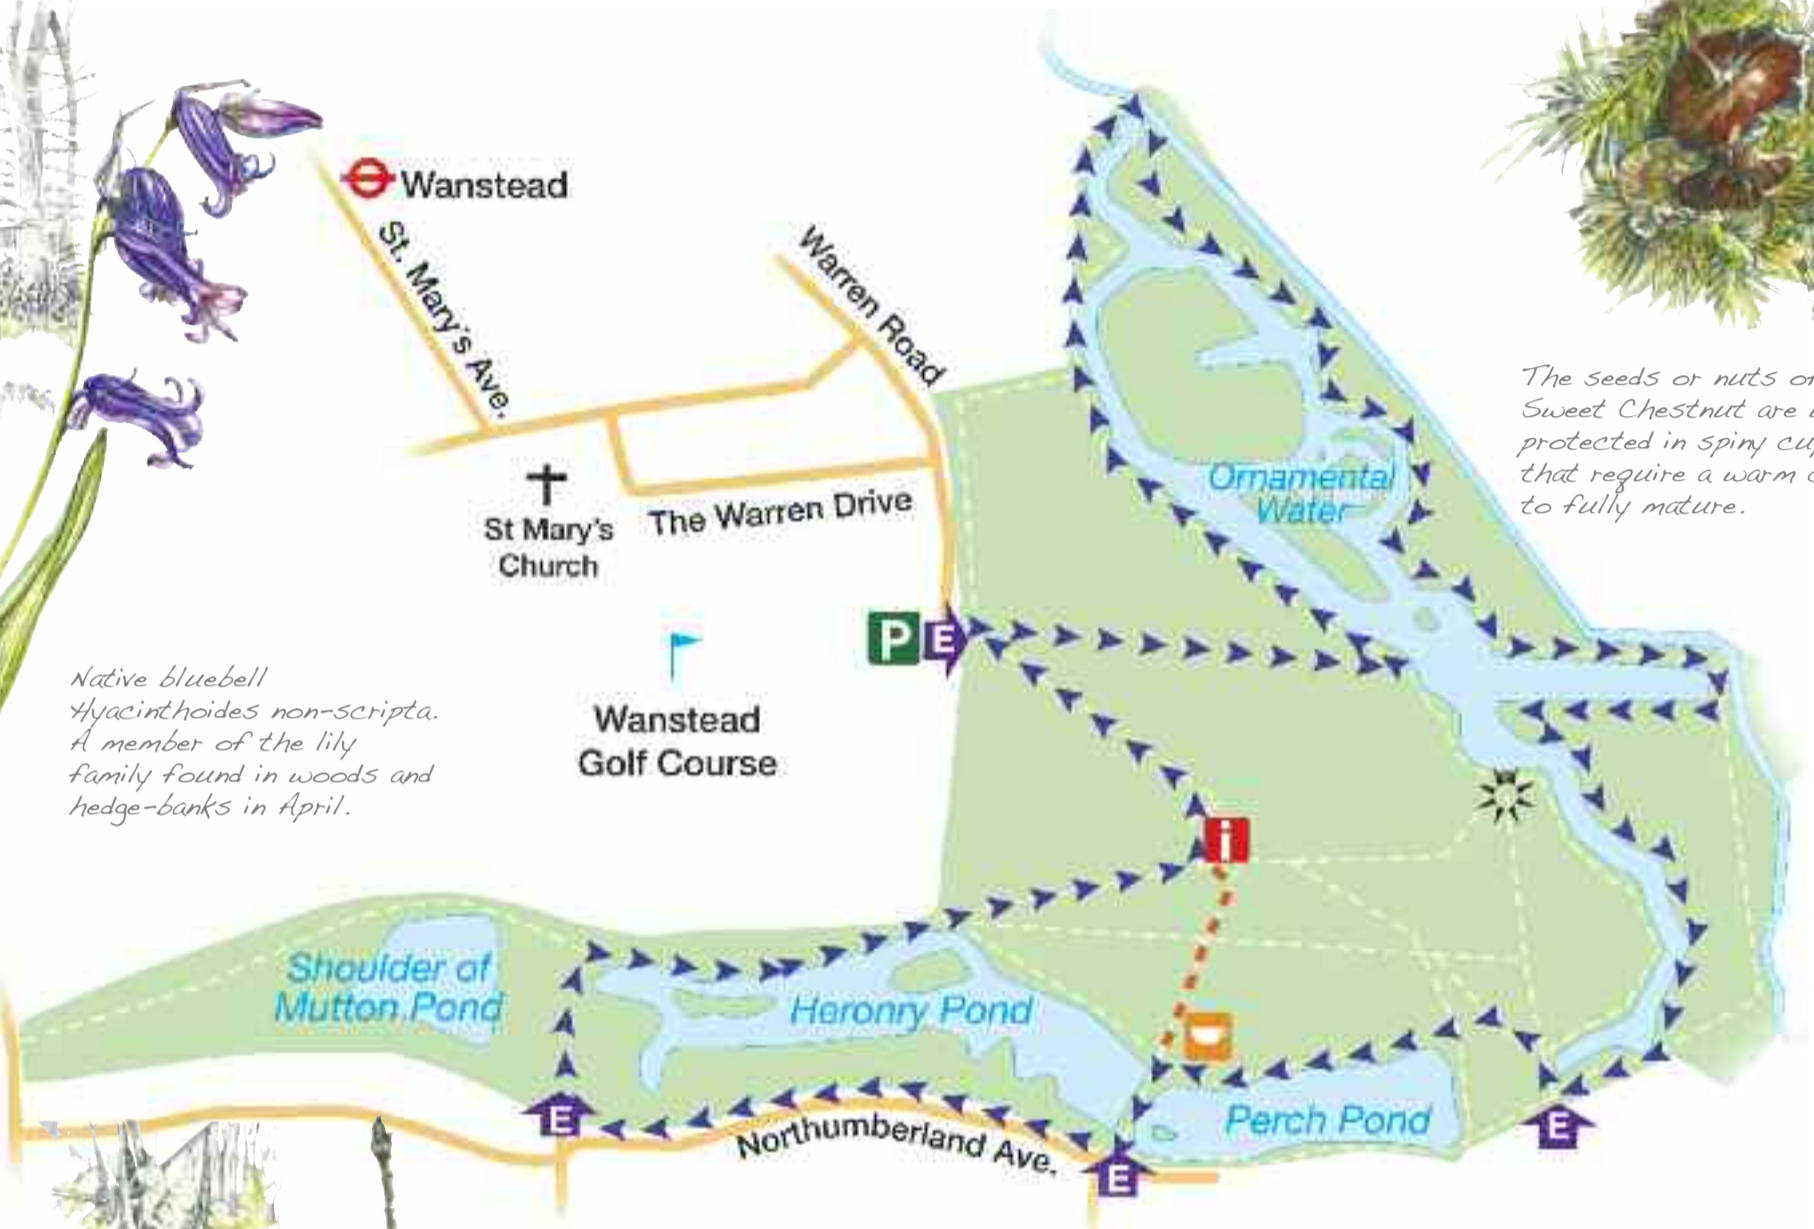 Wanstead
St. Mary's Ave.
Warren Road
The seeds or nuts of
Sweet Chestnut are
protected in spiny
that require a warm
to fully mature.
Ornamental
Water
St Mary's
Church
The Warren Drive
P
E
Native bluebell
Hyacinthoides non-scripta.
A member of the lily
family found in woods and
hedge-banks in April.
Wanstead
Golf Course
i
Shoulder of
Mutton Pond
Heronry Pond
Perch Pond
E
E
E
Northumberland Ave.